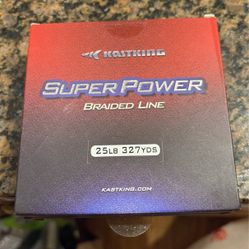 KASTKING
SUPER POWER
BRAIDED LINE
25LB 327YDS
KASTKING.COM